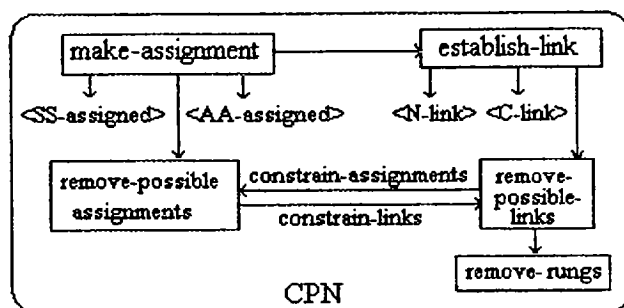 make-assignment
establish-link
<SS-assigned>
<AA-assigned>
<N-link>
<C-link>
remove-possible
assignments
constrain-assignments
constrain-links
remove-
possible-
links
remove-rungs
CPN